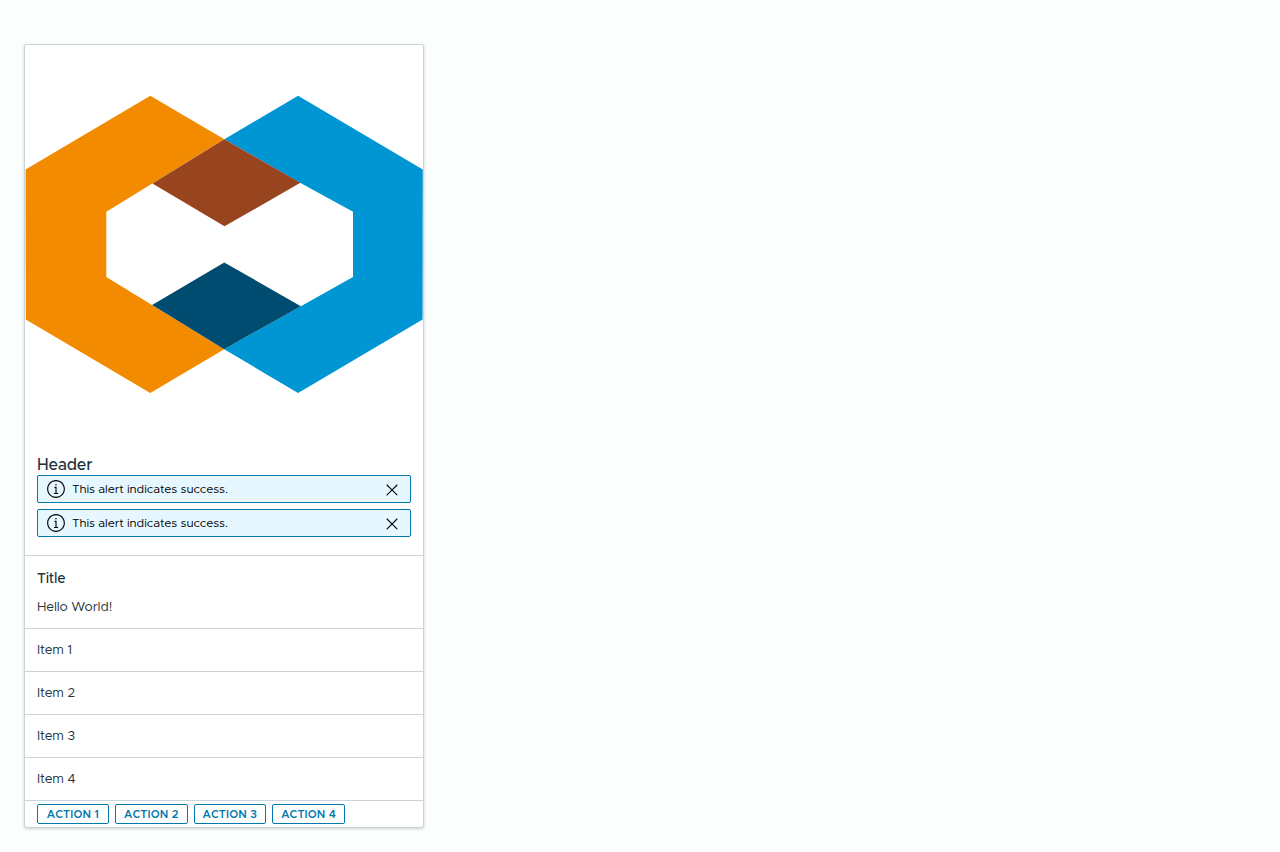 Header
This alert indicates success.
This alert indicates success.
Title
Hello World!
Item 1
Item 2
Item 3
Item 4
ACTION 1 ACTION 2 ACTION 3 ACTION 4